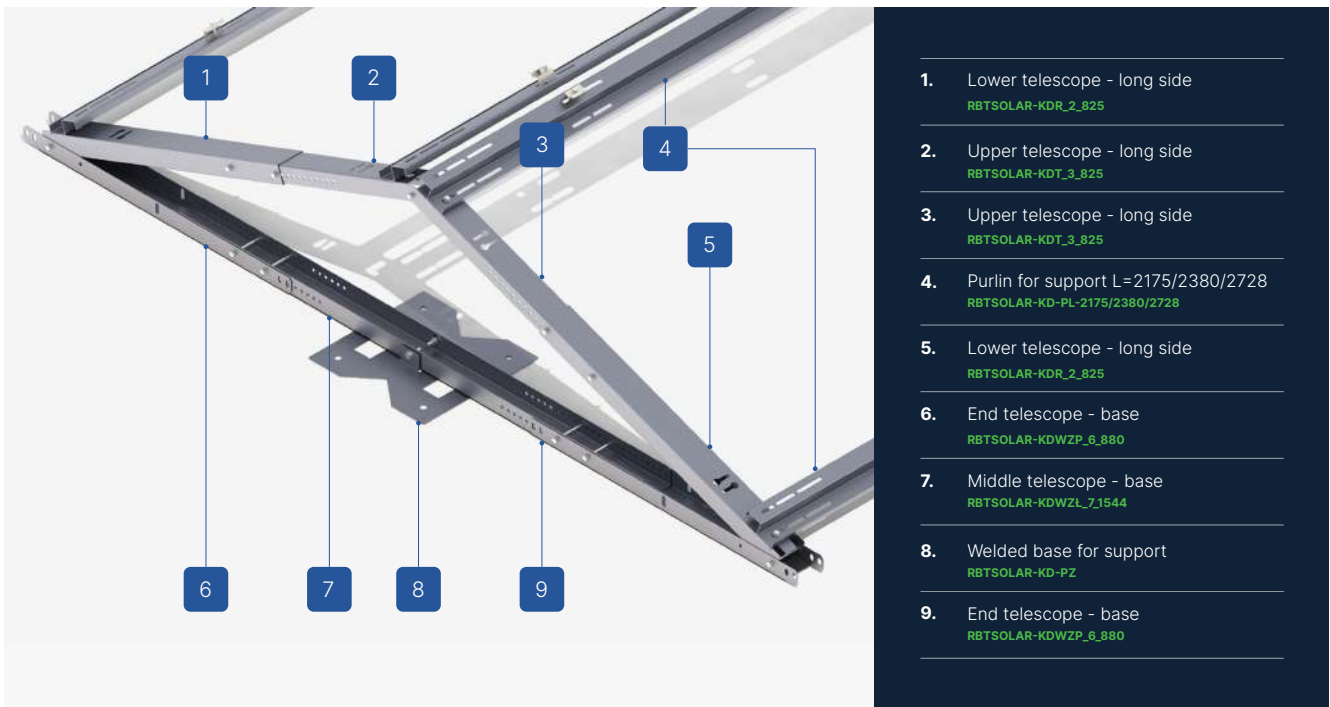 1
2
3
4
5
6
7
8
9
1. Lower telescope - long side
RBTSOLAR-KDR_2_825
2. Upper telescope - long side
RBTSOLAR-KDT_3_825
3. Upper telescope - long side
RBTSOLAR-KDT_3_825
4. Purlin for support L=2175/2380/2728
RBTSOLAR-KD-PL-2175/2380/2728
5. Lower telescope - long side
RBTSOLAR-KDR_2_825
6. End telescope - base
RBTSOLAR-KDWZP_6_880
7. Middle telescope - base
RBTSOLAR-KDWZŁ_7_1544
8. Welded base for support
RBTSOLAR-KD-PZ
9. End telescope - base
RBTSOLAR-KDWZP_6_880